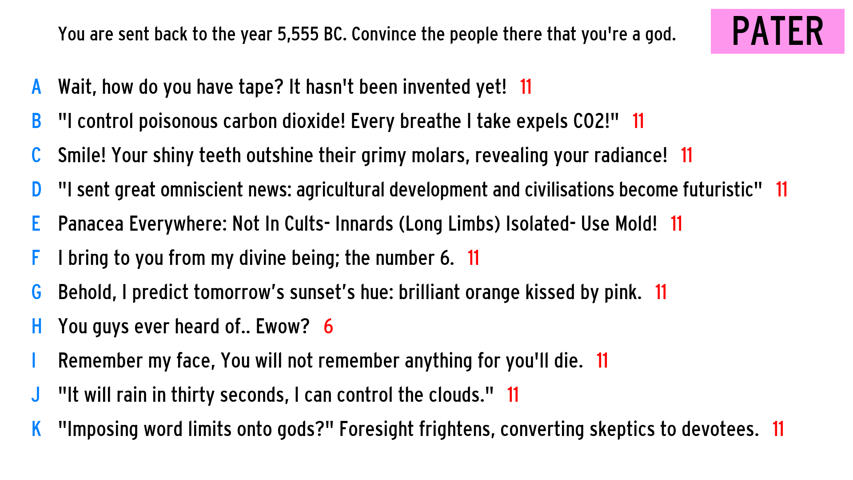 You are sent back to the year 5,555 BC. Convince the people there that you're a god.
PATER
A Wait, how do you have tape? It hasn't been invented yet! 11
B "I control poisonous carbon dioxide! Every breathe I take expels CO2!" 11
C Smile! Your shiny teeth outshine their grimy molars, revealing your radiance! 11
D "I sent great omniscient news: agricultural development and civilisations become futuristic" 11
E Panacea Everywhere: Not In Cults- Innards (Long Limbs) Isolated- Use Mold! 11
F I bring to you from my divine being; the number 6. 11
G Behold, I predict tomorrow’s sunset’s hue: brilliant orange kissed by pink. 11
H You guys ever heard of.. Ewow? 6
I Remember my face, You will not remember anything for you'll die. 11
J "It will rain in thirty seconds, I can control the clouds." 11
K "Imposing word limits onto gods?" Foresight frightens, converting skeptics to devotees. 11